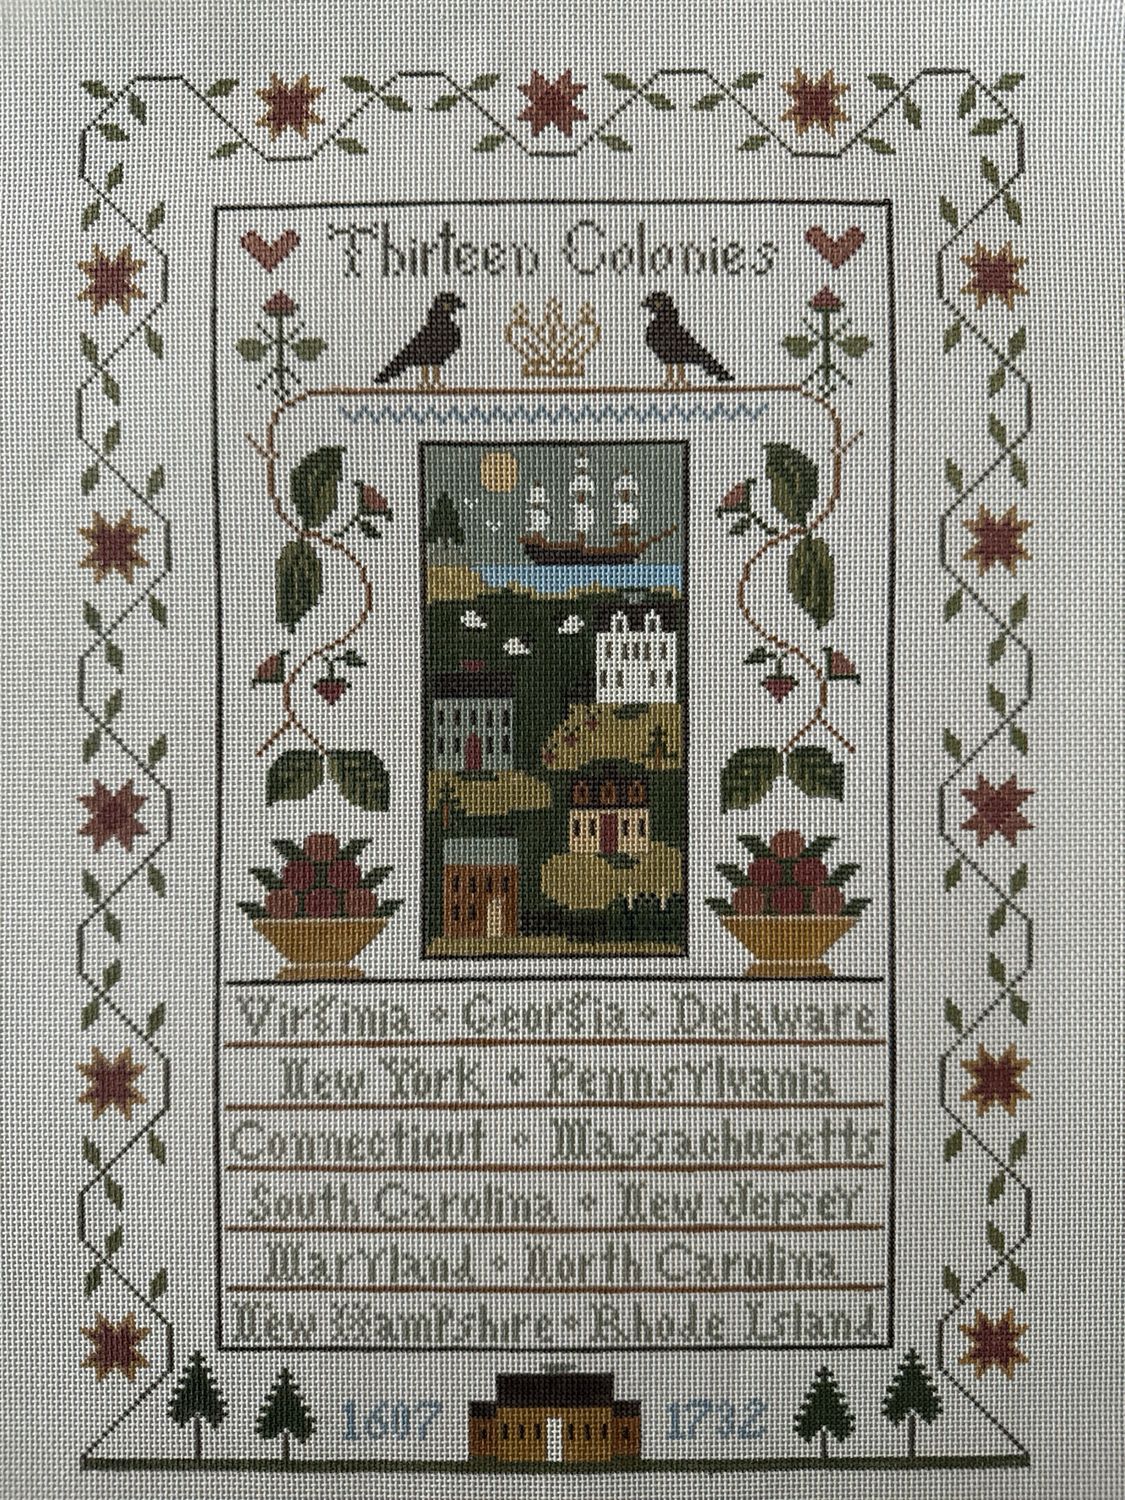 Thirteen Colonies
Virginia · Georgia · Delaware
New York · Pennsylvania
Connecticut · Massachusetts
South Carolina · New Jersey
Maryland · North Carolina
New Hampshire · Rhode Island
1607 1732